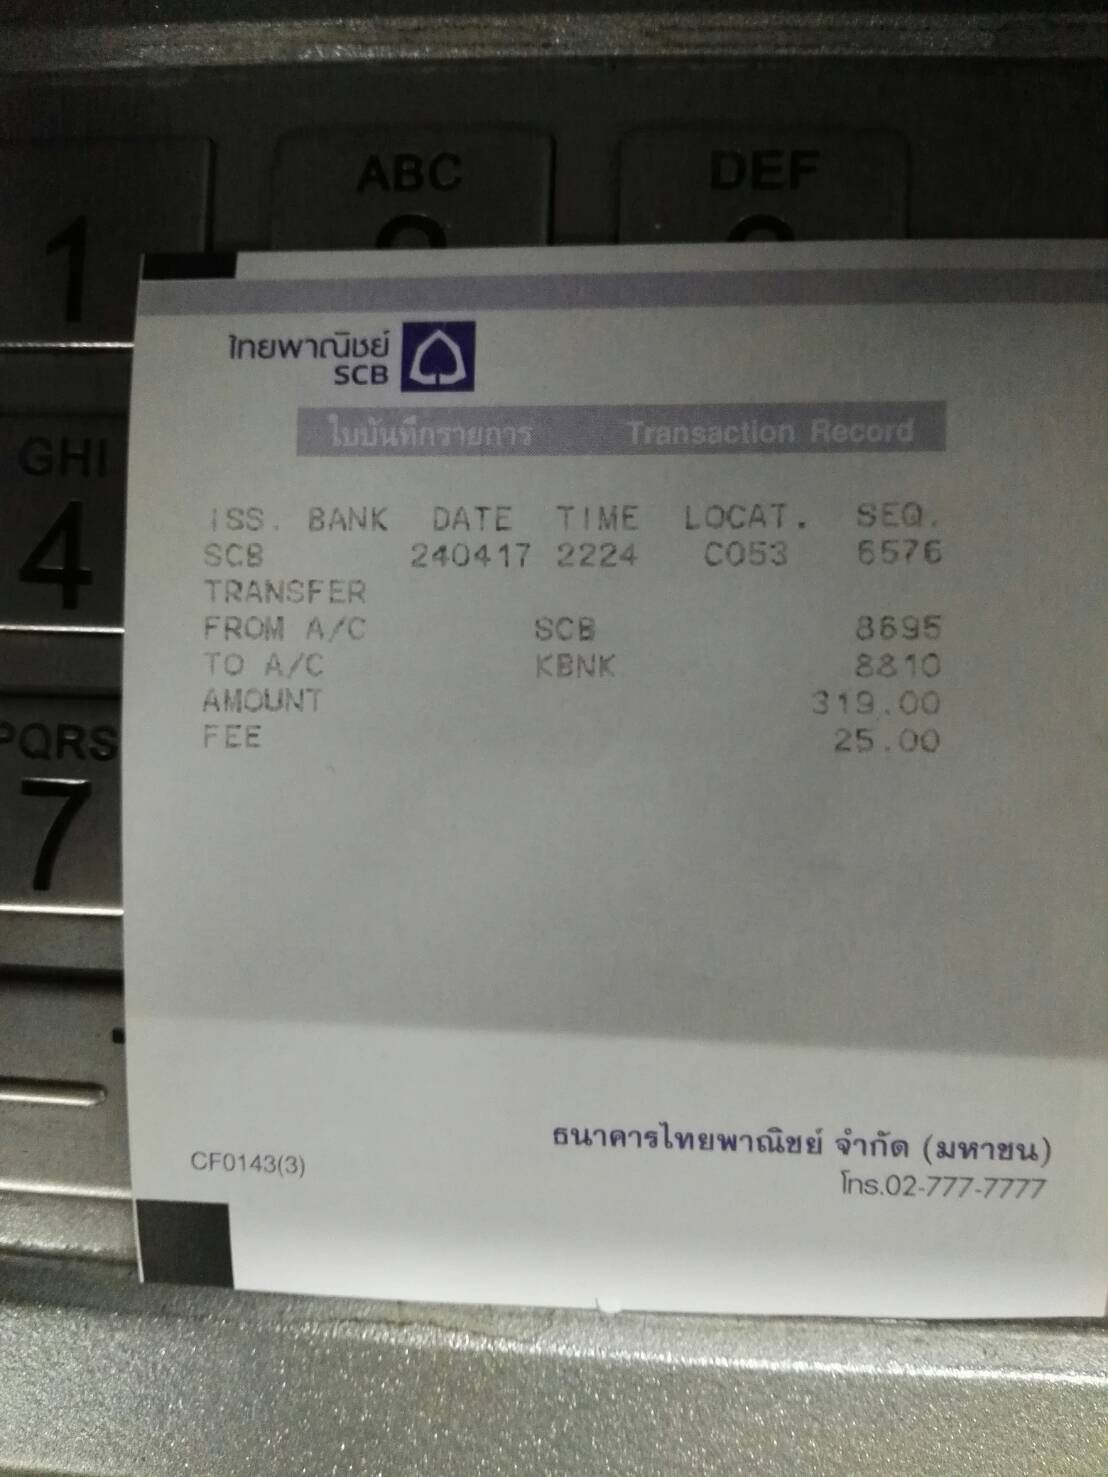 1
ABC
DEF
GHI
4
PQRS
7
ไทยพาณิชย์
SCB
ใบบันทึกรายการ Transaction Record
ISS. BANK DATE TIME LOCAT. SEQ.
SCB 240417 2224 C053 6576
TRANSFER
FROM A/C SCB 8695
TO A/C KBNK 8810
AMOUNT 319.00
FEE 25.00
ธนาคารไทยพาณิชย์ จำกัด (มหาชน)
CF0143(3)
โทร.02-777-7777